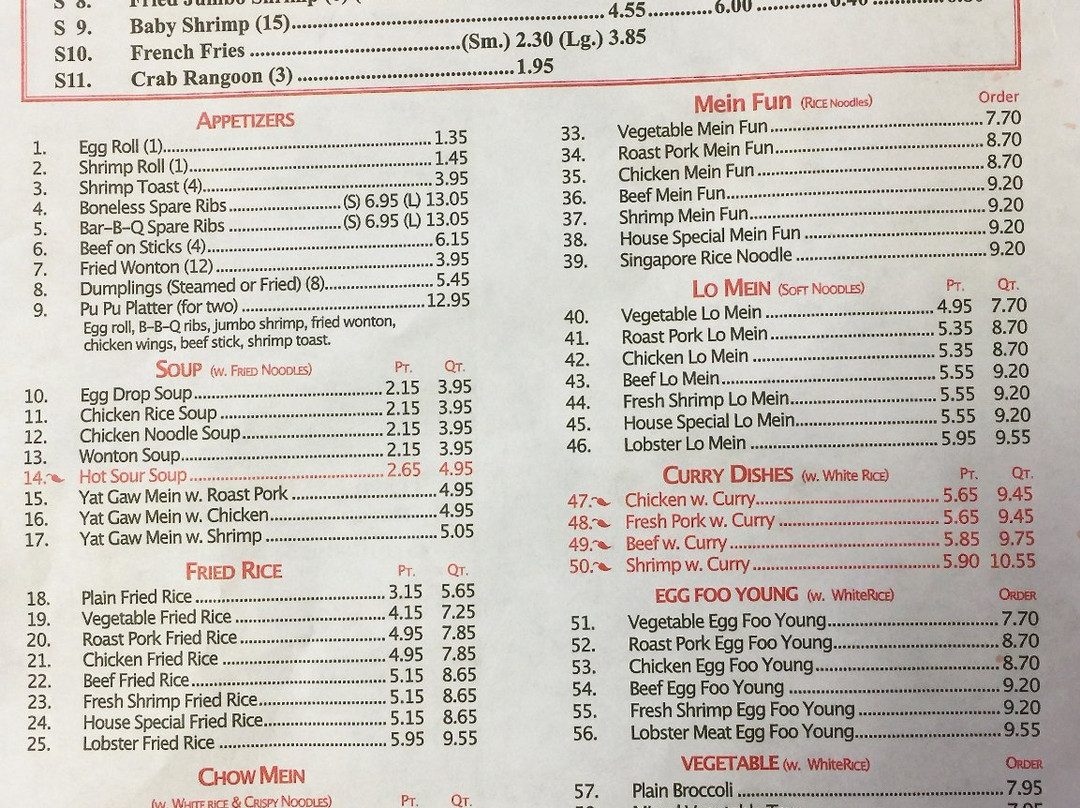 S 8. Fried Jumbo Shrimp
S 9. Baby Shrimp (15) 4.55 6.00
S10. French Fries (Sm.) 2.30 (Lg.) 3.85
S11. Crab Rangoon (3) 1.95
APPETIZERS
1. Egg Roll (1) 1.35
2. Shrimp Roll (1) 1.45
3. Shrimp Toast (4) 3.95
4. Boneless Spare Ribs (S) 6.95 (L) 13.05
5. Bar-B-Q Spare Ribs (S) 6.95 (L) 13.05
6. Beef on Sticks (4) 6.15
7. Fried Wonton (12) 3.95
8. Dumplings (Steamed or Fried) (8) 5.45
9. Pu Pu Platter (for two) 12.95
Egg roll, B-B-Q ribs, jumbo shrimp, fried wonton,
chicken wings, beef stick, shrimp toast.
SOUP (W. FRIED NOODLES) PT. QT.
10. Egg Drop Soup 2.15 3.95
11. Chicken Rice Soup 2.15 3.95
12. Chicken Noodle Soup 2.15 3.95
13. Wonton Soup 2.15 3.95
14. Hot Sour Soup 2.65 4.95
15. Yat Gaw Mein w. Roast Pork 4.95
16. Yat Gaw Mein w. Chicken 4.95
17. Yat Gaw Mein w. Shrimp 5.05
FRIED RICE PT. QT.
18. Plain Fried Rice 3.15 5.65
19. Vegetable Fried Rice 4.15 7.25
20. Roast Pork Fried Rice 4.95 7.85
21. Chicken Fried Rice 4.95 7.85
22. Beef Fried Rice 5.15 8.65
23. Fresh Shrimp Fried Rice 5.15 8.65
24. House Special Fried Rice 5.15 8.65
25. Lobster Fried Rice 5.95 9.55
CHOW MEIN
(W. WHITE RICE & CRISPY NOODLES) PT. QT.
Mein Fun (RICE Noodles) Order
33. Vegetable Mein Fun 7.70
34. Roast Pork Mein Fun 8.70
35. Chicken Mein Fun 8.70
36. Beef Mein Fun 9.20
37. Shrimp Mein Fun 9.20
38. House Special Mein Fun 9.20
39. Singapore Rice Noodle 9.20
LO MEIN (SOFT NOODLES) PT. QT.
40. Vegetable Lo Mein 4.95 7.70
41. Roast Pork Lo Mein 5.35 8.70
42. Chicken Lo Mein 5.35 8.70
43. Beef Lo Mein 5.55 9.20
44. Fresh Shrimp Lo Mein 5.55 9.20
45. House Special Lo Mein 5.55 9.20
46. Lobster Lo Mein 5.95 9.55
CURRY DISHES (W. WHITE RICE) PT. QT.
47. Chicken w. Curry 5.65 9.45
48. Fresh Pork w. Curry 5.65 9.45
49. Beef w. Curry 5.85 9.75
50. Shrimp w. Curry 5.90 10.55
EGG FOO YOUNG (W. WHITERICE) ORDER
51. Vegetable Egg Foo Young 7.70
52. Roast Pork Egg Foo Young 8.70
53. Chicken Egg Foo Young 8.70
54. Beef Egg Foo Young 9.20
55. Fresh Shrimp Egg Foo Young 9.20
56. Lobster Meat Egg Foo Young 9.55
VEGETABLE (W. WHITERICE) ORDER
57. Plain Broccoli 7.95